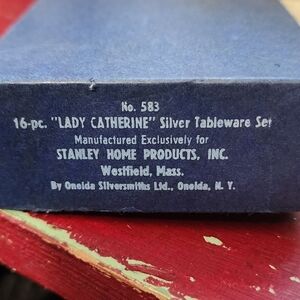 No. 583
16-pc. "LADY CATHERINE" Silver Tableware Set
Manufactured Exclusively for
STANLEY HOME PRODUCTS, INC.
Westfield, Mass.
By Oneida Silversmiths Ltd., Oneida, N. Y.